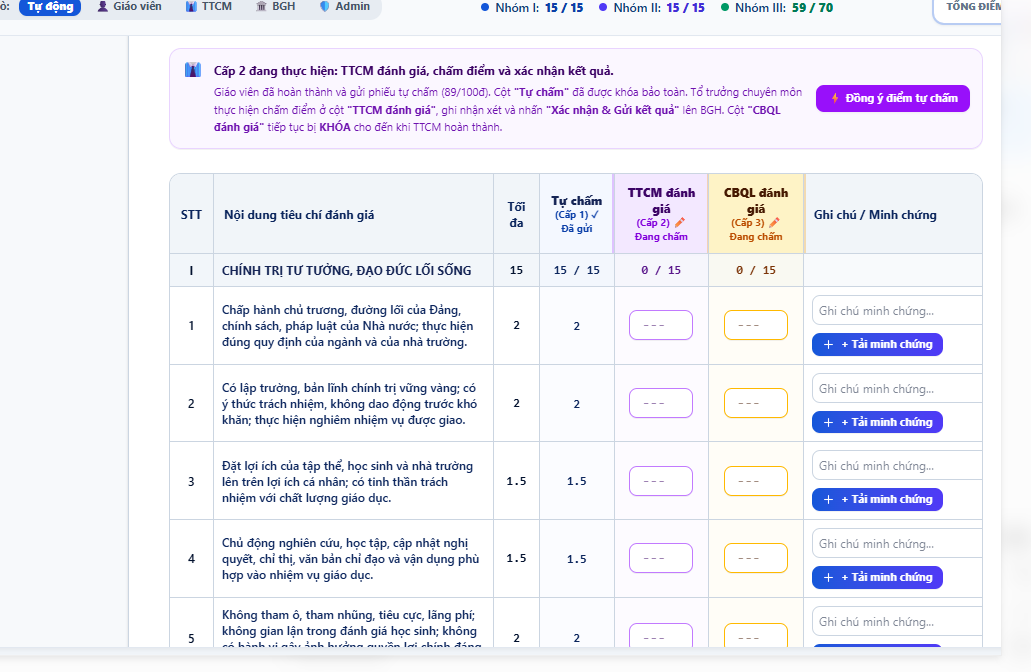 ò: Tự động Giáo viên TTCM BGH Admin Nhóm I: 15 / 15 Nhóm II: 15 / 15 Nhóm III: 59 / 70 TỔNG ĐIỂM
Cấp 2 đang thực hiện: TTCM đánh giá, chấm điểm và xác nhận kết quả.
Giáo viên đã hoàn thành và gửi phiếu tự chấm (89/100đ). Cột "Tự chấm" đã được khóa bảo toàn. Tổ trưởng chuyên môn
thực hiện chấm điểm ở cột "TTCM đánh giá", ghi nhận xét và nhấn "Xác nhận & Gửi kết quả" lên BGH. Cột "CBQL
đánh giá" tiếp tục bị KHÓA cho đến khi TTCM hoàn thành.
Đồng ý điểm tự chấm
STT
Nội dung tiêu chí đánh giá
Tối
đa
Tự chấm
(Cấp 1) ✓
Đã gửi
TTCM đánh
giá
(Cấp 2)
Đang chấm
CBQL đánh
giá
(Cấp 3)
Đang chấm
Ghi chú / Minh chứng
I CHÍNH TRỊ TƯ TƯỞNG, ĐẠO ĐỨC LỐI SỐNG 15 15 / 15 0 / 15 0 / 15
1
Chấp hành chủ trương, đường lối của Đảng,
chính sách, pháp luật của Nhà nước; thực hiện
đúng quy định của ngành và của nhà trường.
2 2 --- ---
Ghi chú minh chứng...
+ + Tải minh chứng
2
Có lập trường, bản lĩnh chính trị vững vàng; có
ý thức trách nhiệm, không dao động trước khó
khăn; thực hiện nghiêm nhiệm vụ được giao.
2 2 --- ---
Ghi chú minh chứng...
+ + Tải minh chứng
3
Đặt lợi ích của tập thể, học sinh và nhà trường
lên trên lợi ích cá nhân; có tinh thần trách
nhiệm với chất lượng giáo dục.
1.5 1.5 --- ---
Ghi chú minh chứng...
+ + Tải minh chứng
4
Chủ động nghiên cứu, học tập, cập nhật nghị
quyết, chỉ thị, văn bản chỉ đạo và vận dụng phù
hợp vào nhiệm vụ giáo dục.
1.5 1.5 --- ---
Ghi chú minh chứng...
+ + Tải minh chứng
5
Không tham ô, tham nhũng, tiêu cực, lãng phí;
không gian lận trong đánh giá học sinh; không
có hành vi gây ảnh hưởng quyền lợi chính đáng
2 2 --- ---
Ghi chú minh chứng...